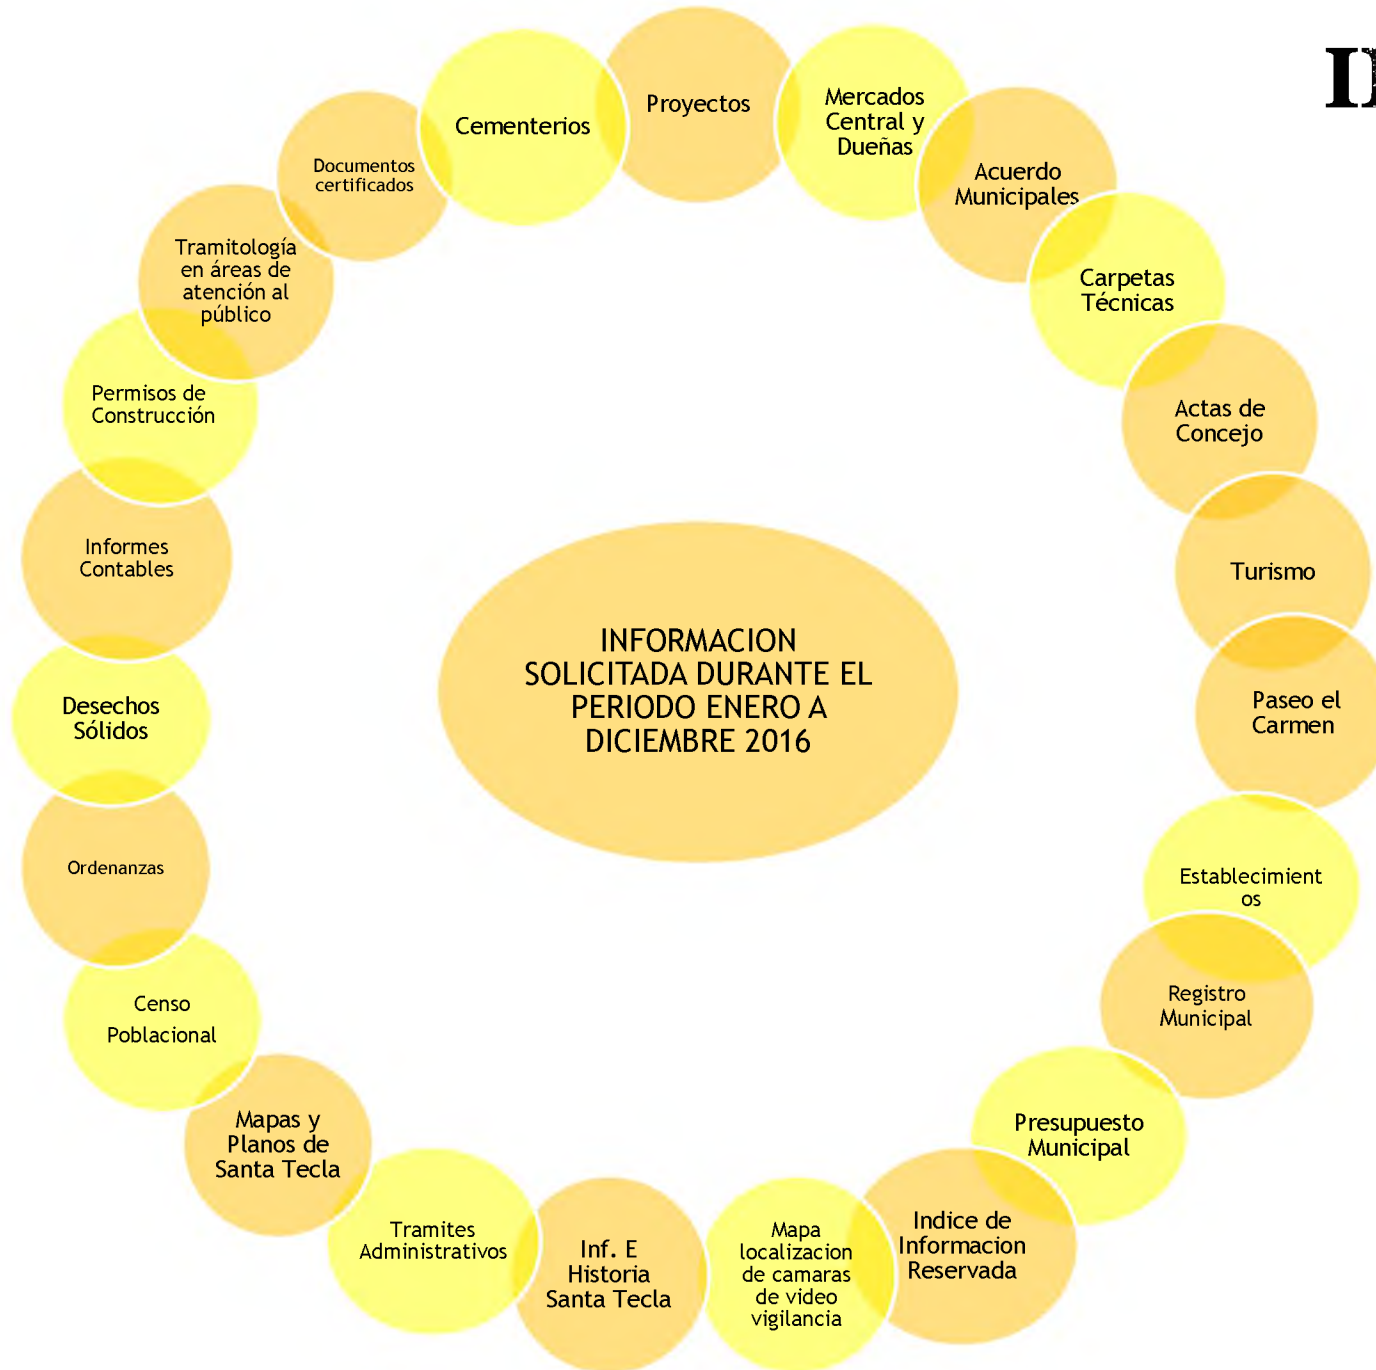 Proyectos
Mercados
Central y
Dueñas
Acuerdo
Municipales
Carpetas
Técnicas
Actas de
Concejo
Turismo
Paseo el
Carmen
Establecimient
os
Registro
Municipal
Presupuesto
Municipal
Indice de
Informacion
Reservada
Mapa
localizacion
de camaras
de video
vigilancia
Inf. E
Historia
Santa Tecla
Tramites
Administrativos
Mapas y
Planos de
Santa Tecla
Censo
Poblacional
Ordenanzas
Desechos
Sólidos
Informes
Contables
Permisos de
Construcción
Tramitología
en áreas de
atención al
público
Documentos
certificados
Cementerios
INFORMACION
SOLICITADA DURANTE EL
PERIODO ENERO A
DICIEMBRE 2016